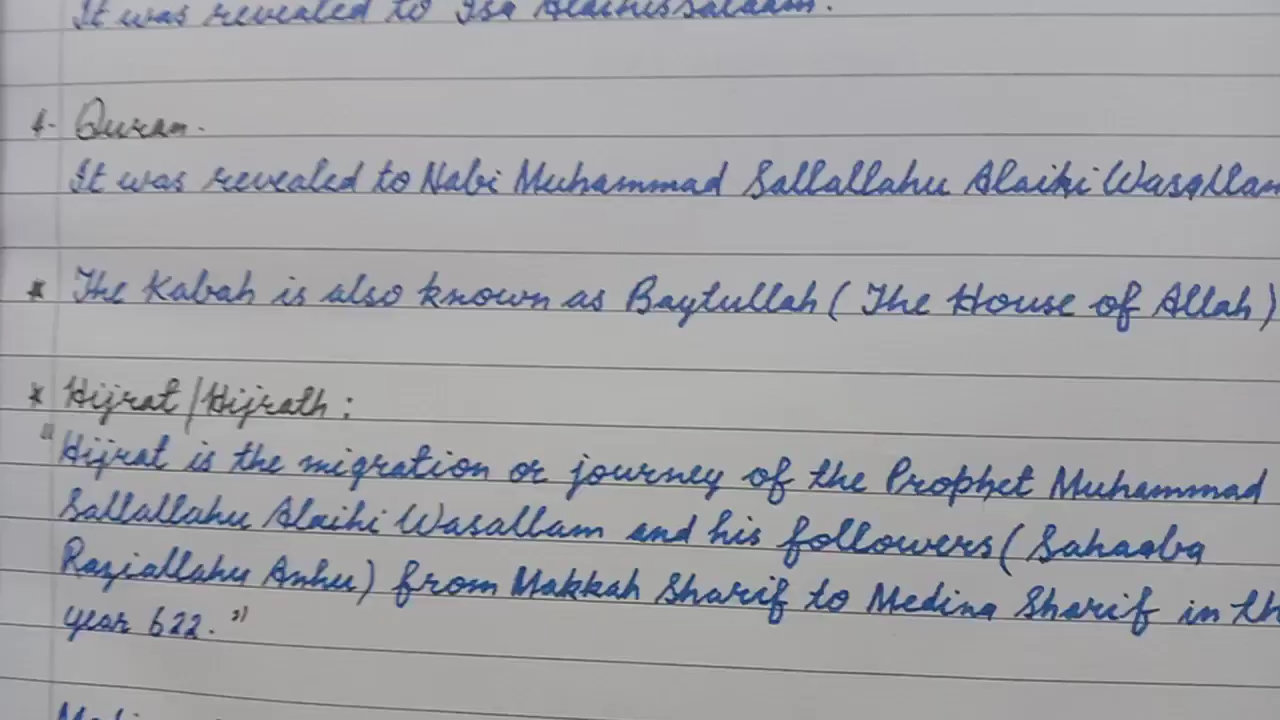 It was revealed to Isa Alaihissalaam.
4. Quran.
It was revealed to Nabi Muhammad Sallallahu Alaihi Wasallam
* The Kabah is also known as Baytullah ( The House of Allah )
* Hijrat / Hijrath :
" Hijrat is the migration or journey of the Prophet Muhammad
Sallallahu Alaihi Wasallam and his followers ( Sahaaba
Raziallahu Anhu ) from Makkah Sharif to Medina Sharif in th
year 622. "